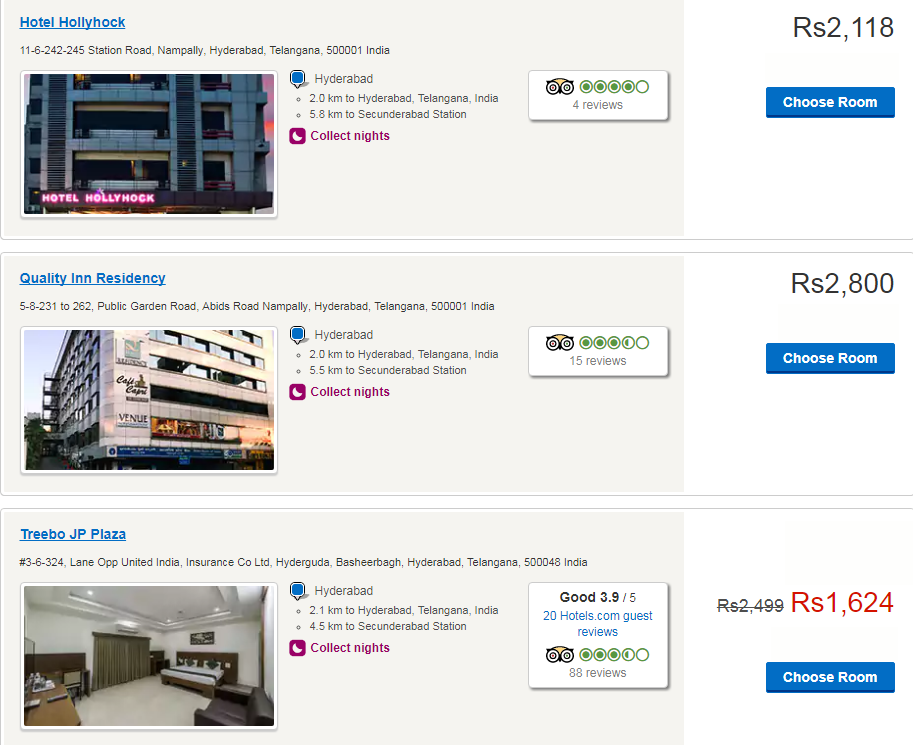 Hotel Hollyhock
Rs2,118
11-6-242-245 Station Road, Nampally, Hyderabad, Telangana, 500001 India
Hyderabad
2.0 km to Hyderabad, Telangana, India
5.8 km to Secunderabad Station
Collect nights
4 reviews
Choose Room
HOTEL HOLLYHOCK
Quality Inn Residency
Rs2,800
5-8-231 to 262, Public Garden Road, Abids Road Nampally, Hyderabad, Telangana, 500001 India
Hyderabad
2.0 km to Hyderabad, Telangana, India
5.5 km to Secunderabad Station
Collect nights
15 reviews
Choose Room
RESIDENCY
Cafe
Capri
VENUE
Treebo JP Plaza
#3-6-324, Lane Opp United India, Insurance Co Ltd, Hyderguda, Basheerbagh, Hyderabad, Telangana, 500048 India
Hyderabad
2.1 km to Hyderabad, Telangana, India
4.5 km to Secunderabad Station
Collect nights
Good 3.9 / 5
20 Hotels.com guest
reviews
88 reviews
Rs2,499 Rs1,624
Choose Room